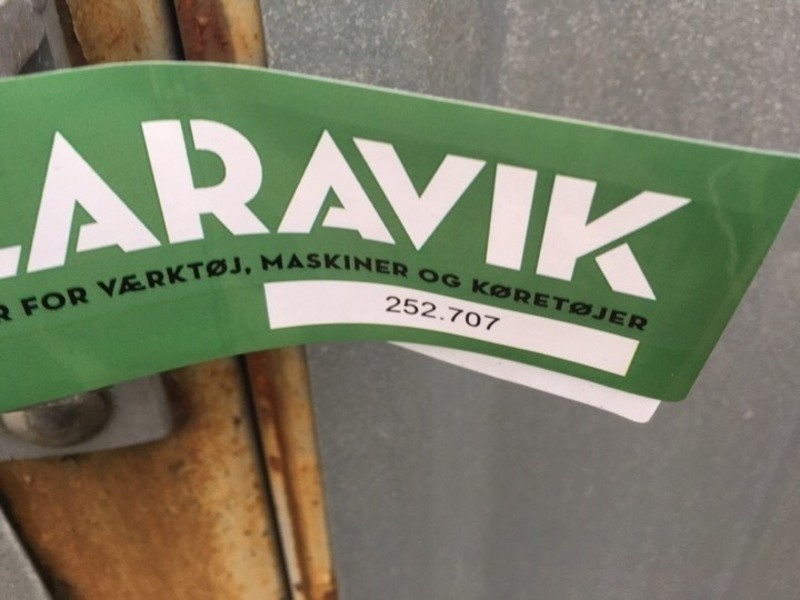 LARAVIK
R FOR VÆRKTØJ, MASKINER OG KØRETØJER
252.707